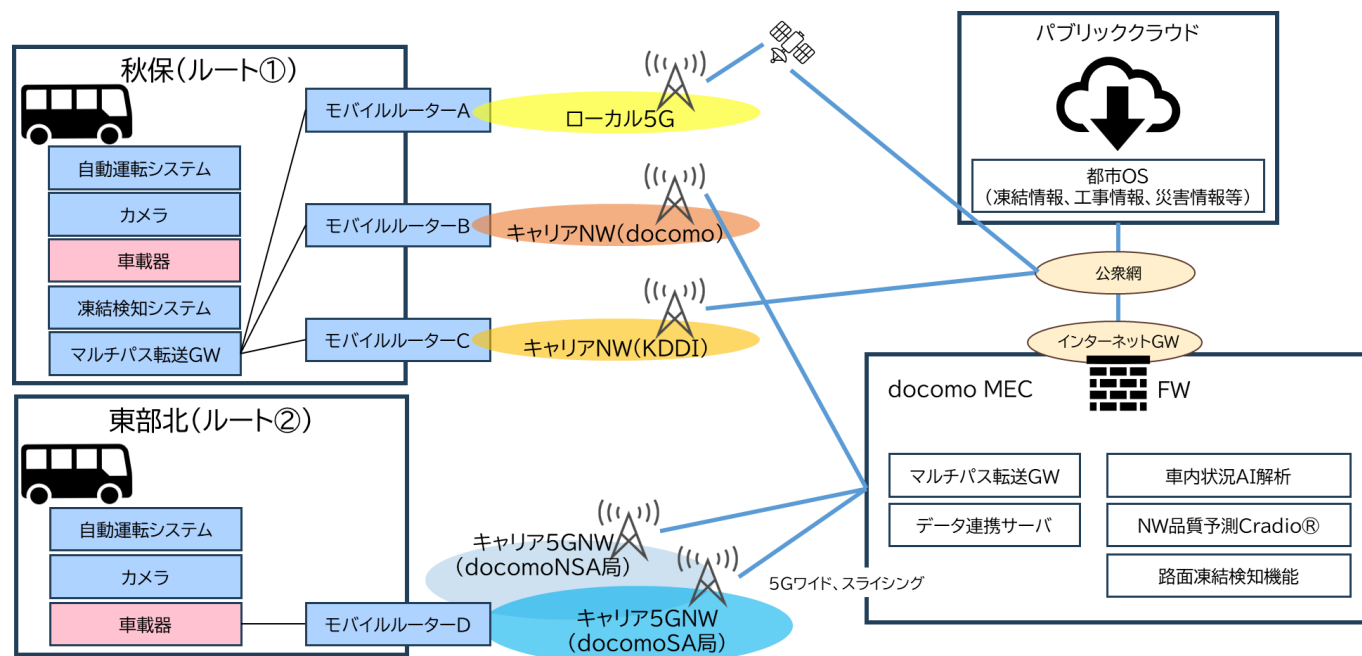 秋保(ルート①)
自動運転システム
カメラ
車載器
凍結検知システム
マルチパス転送GW
モバイルルーターA
モバイルルーターB
モバイルルーターC
ローカル5G
キャリアNW(docomo)
キャリアNW(KDDI)
パブリッククラウド
都市OS
(凍結情報、工事情報、災害情報等)
公衆網
インターネットGW
docomo MEC
FW
マルチパス転送GW
データ連携サーバ
車内状況AI解析
NW品質予測Cradio®
路面凍結検知機能
東部北(ルート②)
自動運転システム
カメラ
車載器
モバイルルーターD
キャリア5GNW
(docomoNSA局)
キャリア5GNW
(docomoSA局)
5Gワイド、スライシング